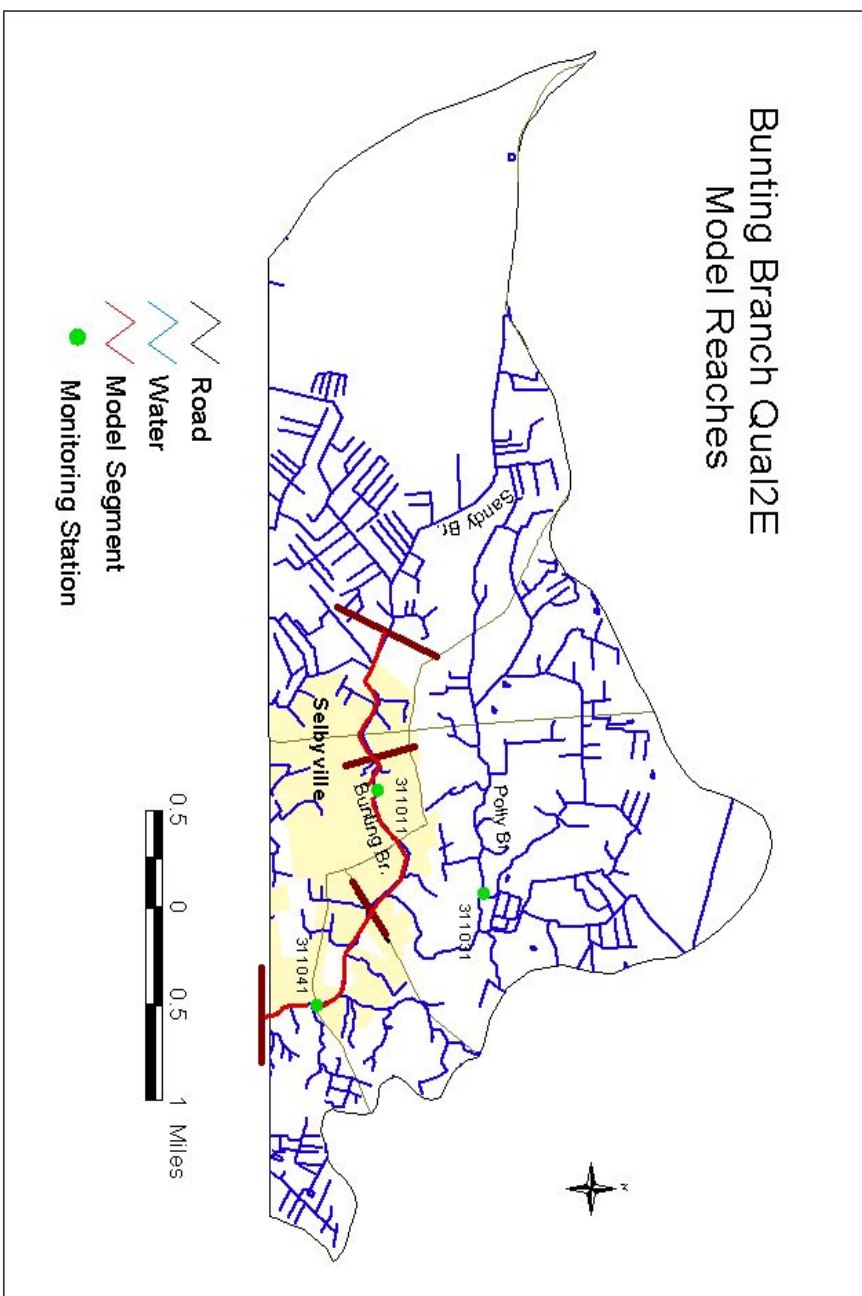 Bunting Branch Qual2E
Model Reaches
Sandy Br.
Polly Br.
311031
311011
Bunting Br.
Selbyville
311041
N
Road
Water
Model Segment
Monitoring Station
0.5 0 0.5 1 Miles